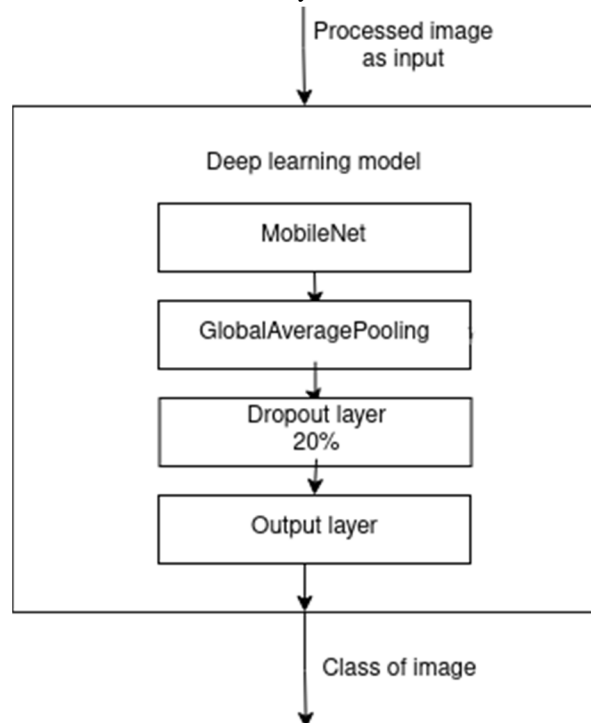 Processed image
as input
Deep learning model
MobileNet
GlobalAveragePooling
Dropout layer
20%
Output layer
Class of image